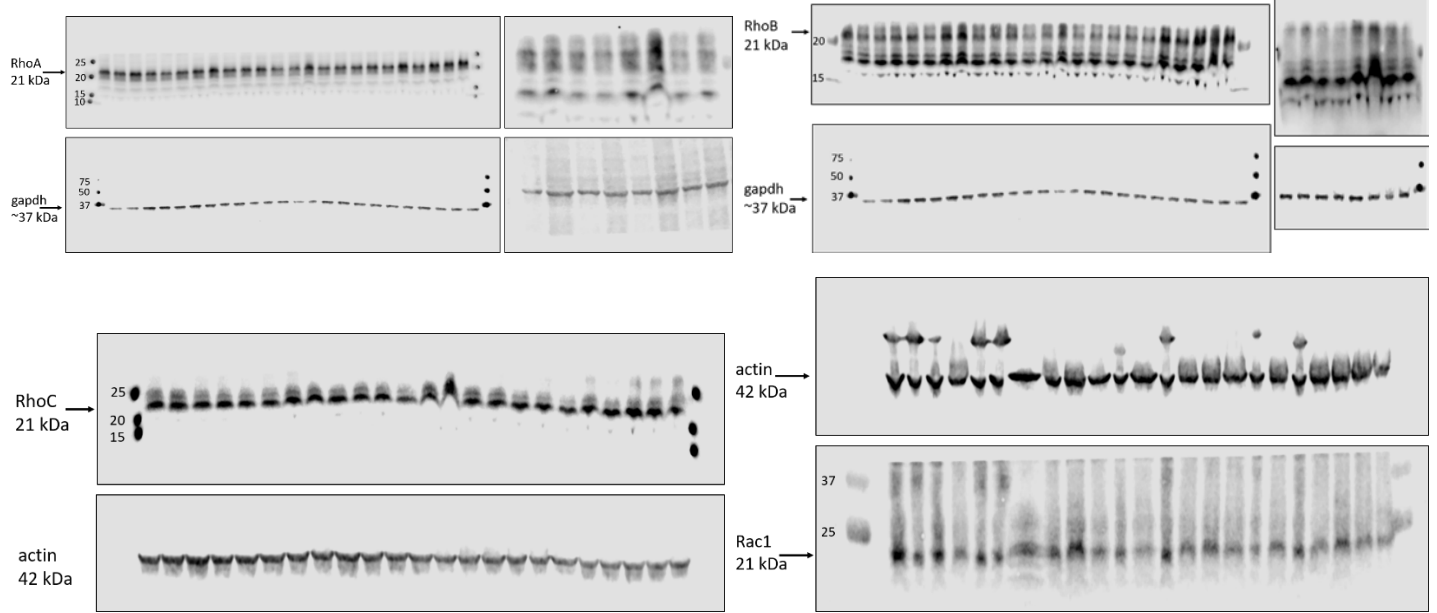 RhoA
21 kDa
25
20
15
10
gapdh
~37 kDa
75
50
37
RhoB
21 kDa
20
15
gapdh
~37 kDa
75
50
37
RhoC
21 kDa
25
20
15
actin
42 kDa
actin
42 kDa
Rac1
21 kDa
37
25